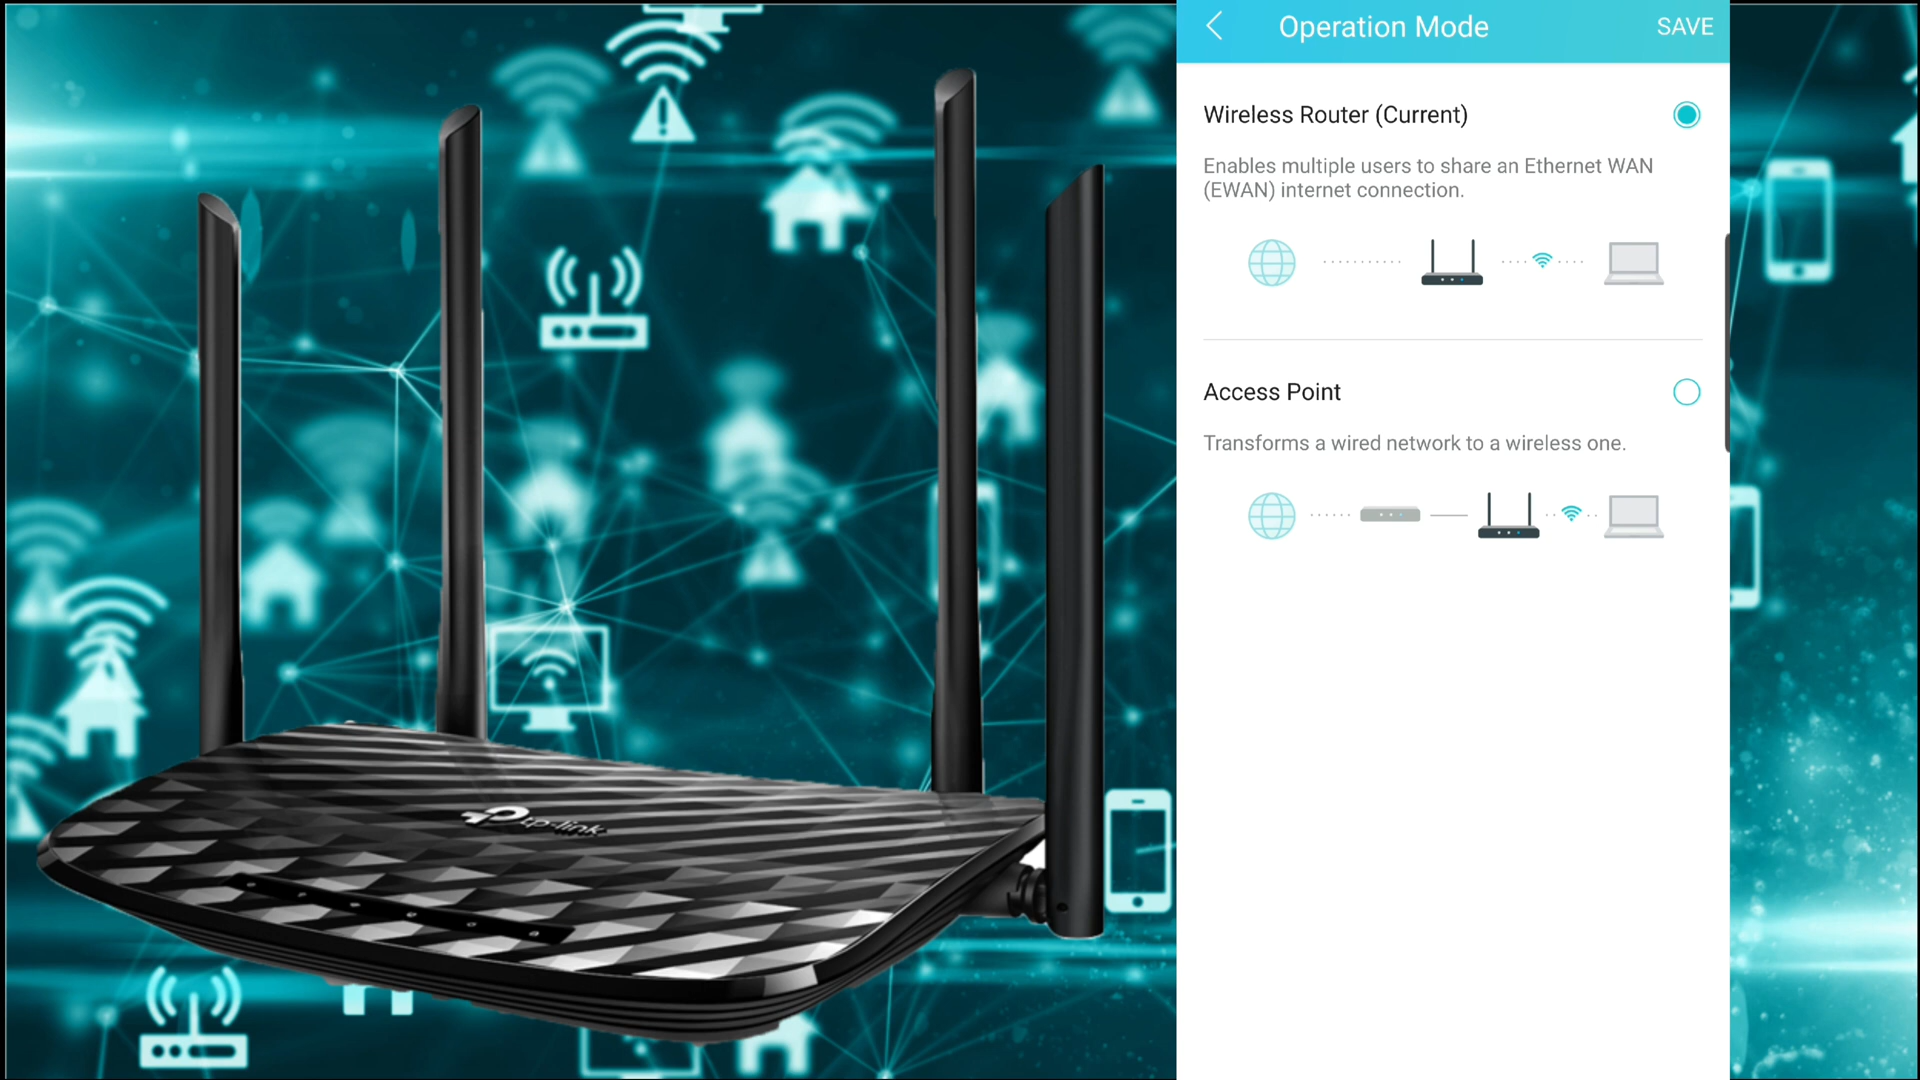 Operation Mode
SAVE
Wireless Router (Current)
Enables multiple users to share an Ethernet WAN
(EWAN) internet connection.
Access Point
Transforms a wired network to a wireless one.
tp-link